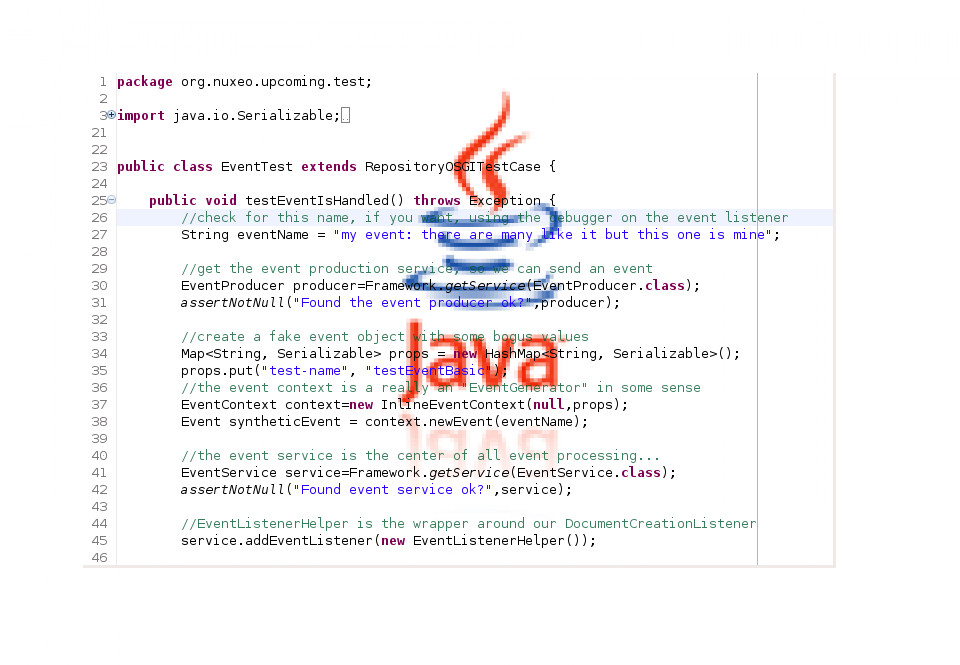 1 package org.nuxeo.upcoming.test;
2
3 import java.io.Serializable;
21
22
23 public class EventTest extends RepositoryOSGITestCase {
24
25 public void testEventIsHandled() throws Exception {
26 //check for this name, if you want, using the debugger on the event listener
27 String eventName = "my event: there are many like it but this one is mine";
28
29 //get the event production service, so we can send an event
30 EventProducer producer=Framework.getService(EventProducer.class);
31 assertNotNull("Found the event producer ok?",producer);
32
33 //create a fake event object with some bogus values
34 Map<String, Serializable> props = new HashMap<String, Serializable>();
35 props.put("test-name", "testEventBasic");
36 //the event context is a really an "EventGenerator" in some sense
37 EventContext context=new InlineEventContext(null,props);
38 Event syntheticEvent = context.newEvent(eventName);
39
40 //the event service is the center of all event processing...
41 EventService service=Framework.getService(EventService.class);
42 assertNotNull("Found event service ok?",service);
43
44 //EventListenerHelper is the wrapper around our DocumentCreationListener
45 service.addEventListener(new EventListenerHelper());
46
Java